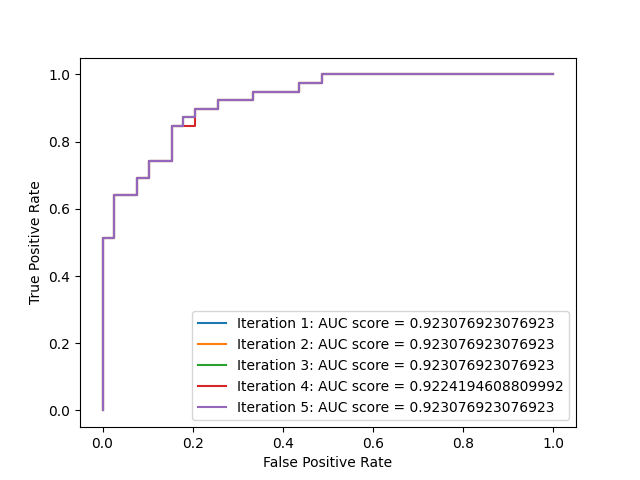 1.0
0.8
0.6
0.4
0.2
0.0
True Positive Rate
Iteration 1: AUC score = 0.923076923076923
Iteration 2: AUC score = 0.923076923076923
Iteration 3: AUC score = 0.923076923076923
Iteration 4: AUC score = 0.9224194608809992
Iteration 5: AUC score = 0.923076923076923
0.0 0.2 0.4 0.6 0.8 1.0
False Positive Rate